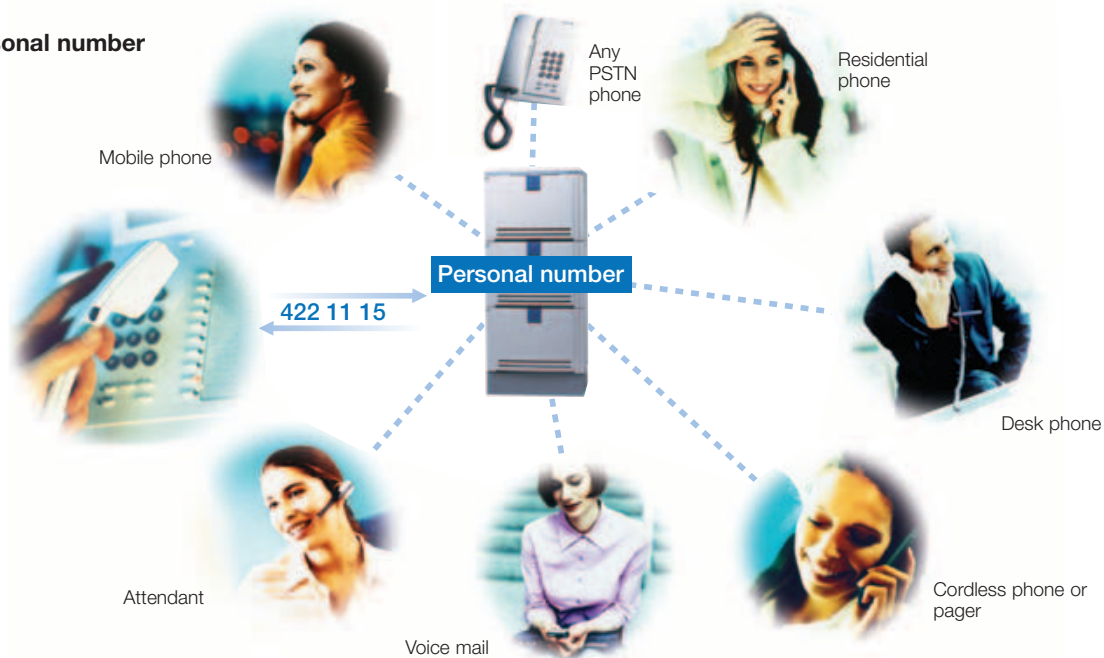 sonal number
Any
PSTN
phone
Residential
phone
Mobile phone
Personal number
422 11 15
Desk phone
Attendant
Cordless phone or
pager
Voice mail